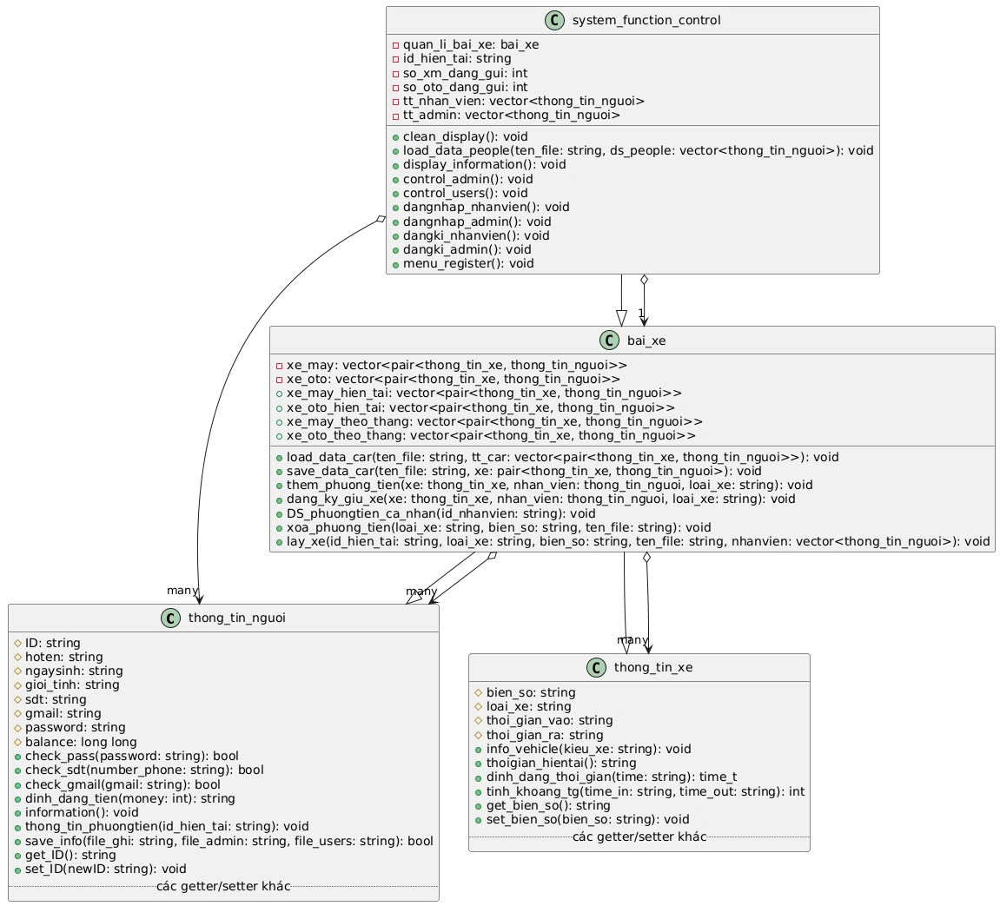 system_function_control
quan_li_bai_xe: bai_xe
id_hien_tai: string
so_xm_dang_gui: int
so_oto_dang_gui: int
tt_nhan_vien: vector<thong_tin_nguoi>
tt_admin: vector<thong_tin_nguoi>
clean_display(): void
load_data_people(ten_file: string, ds_people: vector<thong_tin_nguoi>): void
display_information(): void
control_admin(): void
control_users(): void
dangnhap_nhanvien(): void
dangnhap_admin(): void
dangki_nhanvien(): void
dangki_admin(): void
menu_register(): void
1
bai_xe
xe_may: vector<pair<thong_tin_xe, thong_tin_nguoi>>
xe_oto: vector<pair<thong_tin_xe, thong_tin_nguoi>>
xe_may_hien_tai: vector<pair<thong_tin_xe, thong_tin_nguoi>>
xe_oto_hien_tai: vector<pair<thong_tin_xe, thong_tin_nguoi>>
xe_may_theo_thang: vector<pair<thong_tin_xe, thong_tin_nguoi>>
xe_oto_theo_thang: vector<pair<thong_tin_xe, thong_tin_nguoi>>
load_data_car(ten_file: string, tt_car: vector<pair<thong_tin_xe, thong_tin_nguoi>>): void
save_data_car(ten_file: string, xe: pair<thong_tin_xe, thong_tin_nguoi>): void
them_phuong_tien(xe: thong_tin_xe, nhan_vien: thong_tin_nguoi, loai_xe: string): void
dang_ky_giu_xe(xe: thong_tin_xe, nhan_vien: thong_tin_nguoi, loai_xe: string): void
DS_phuongtien_ca_nhan(id_nhanvien: string): void
xoa_phuong_tien(loai_xe: string, bien_so: string, ten_file: string): void
lay_xe(id_hien_tai: string, loai_xe: string, bien_so: string, ten_file: string, nhanvien: vector<thong_tin_nguoi>): void
many
many
many
thong_tin_nguoi
ID: string
hoten: string
ngaysinh: string
gioi_tinh: string
sdt: string
gmail: string
password: string
balance: long long
check_pass(password: string): bool
check_sdt(number_phone: string): bool
check_gmail(gmail: string): bool
dinh_dang_tien(money: int): string
information(): void
thong_tin_phuongtien(id_hien_tai: string): void
save_info(file_ghi: string, file_admin: string, file_users: string): bool
get_ID(): string
set_ID(newID: string): void
các getter/setter khác
thong_tin_xe
bien_so: string
loai_xe: string
thoi_gian_vao: string
thoi_gian_ra: string
info_vehicle(kieu_xe: string): void
thoigian_hientai(): string
dinh_dang_thoi_gian(time: string): time_t
tinh_khoang_tg(time_in: string, time_out: string): int
get_bien_so(): string
set_bien_so(bien_so: string): void
các getter/setter khác